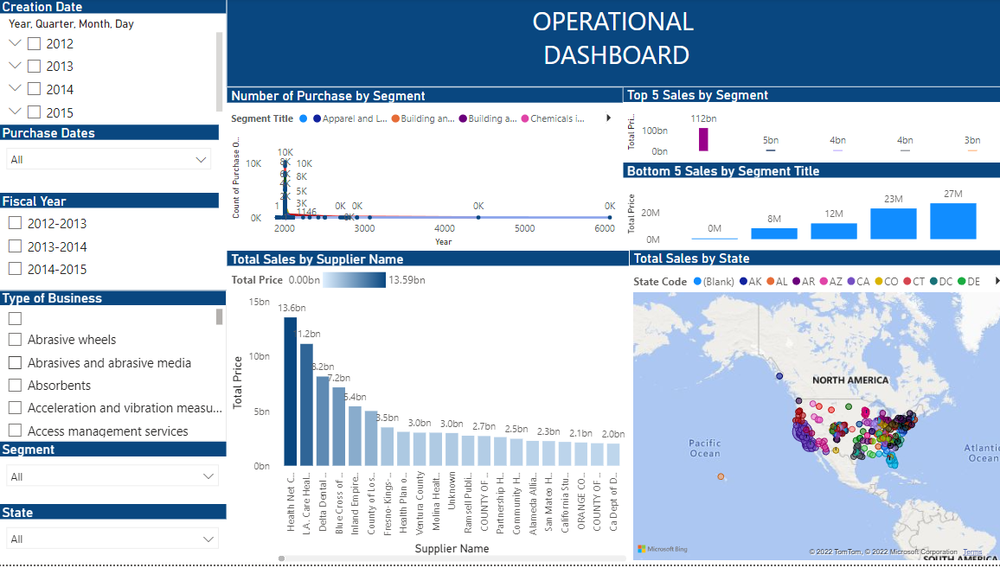 Creation Date
Year, Quarter, Month, Day
2012
2013
2014
2015
Purchase Dates
All
Fiscal Year
2012-2013
2013-2014
2014-2015
Type of Business
Abrasive wheels
Abrasives and abrasive media
Absorbents
Acceleration and vibration measu...
Access management services
Segment
All
State
All
OPERATIONAL
DASHBOARD
Number of Purchase by Segment
Segment Title Apparel and L... Building an... Building a... Chemicals i...
Count of Purchase O...
10K
0K
10K
10K
8K
8K
5K
3K
1
1146
0K
0K
0K
0K
2000 3000 4000 5000 6000
Year
Top 5 Sales by Segment
Total Pri...
100bn
0bn
112bn
5bn
4bn
4bn
3bn
Bottom 5 Sales by Segment Title
Total Price
20M
0M
0M
8M
12M
23M
27M
Total Sales by Supplier Name
Total Price 0.00bn 13.59bn
Total Price
15bn
10bn
5bn
0bn
13.6bn
11.2bn
8.2bn
7.2bn
5.4bn
3.5bn
3.0bn
3.0bn
2.7bn
2.5bn
2.3bn
2.1bn
2.0bn
Health Net C...
L.A. Care Heal...
Delta Dental ...
Blue Cross of ...
Inland Empire...
County of Los...
Fresno-Kings-...
Health Plan o...
Ventura County
Molina Healt...
Unknown
Ramsell Publi...
COUNTY OF ...
Partnership H...
Community H...
Alameda Allia...
San Mateo H...
California Stu...
ORANGE CO...
COUNTY OF ...
Ca Dept of D...
Supplier Name
Total Sales by State
State Code (Blank) AK AL AR AZ CA CO CT DC DE
NORTH AMERICA
Pacific
Ocean
Atlantic
Ocean
Microsoft Bing
© 2022 TomTom, © 2022 Microsoft Corporation Terms
SOUTH AMERICA